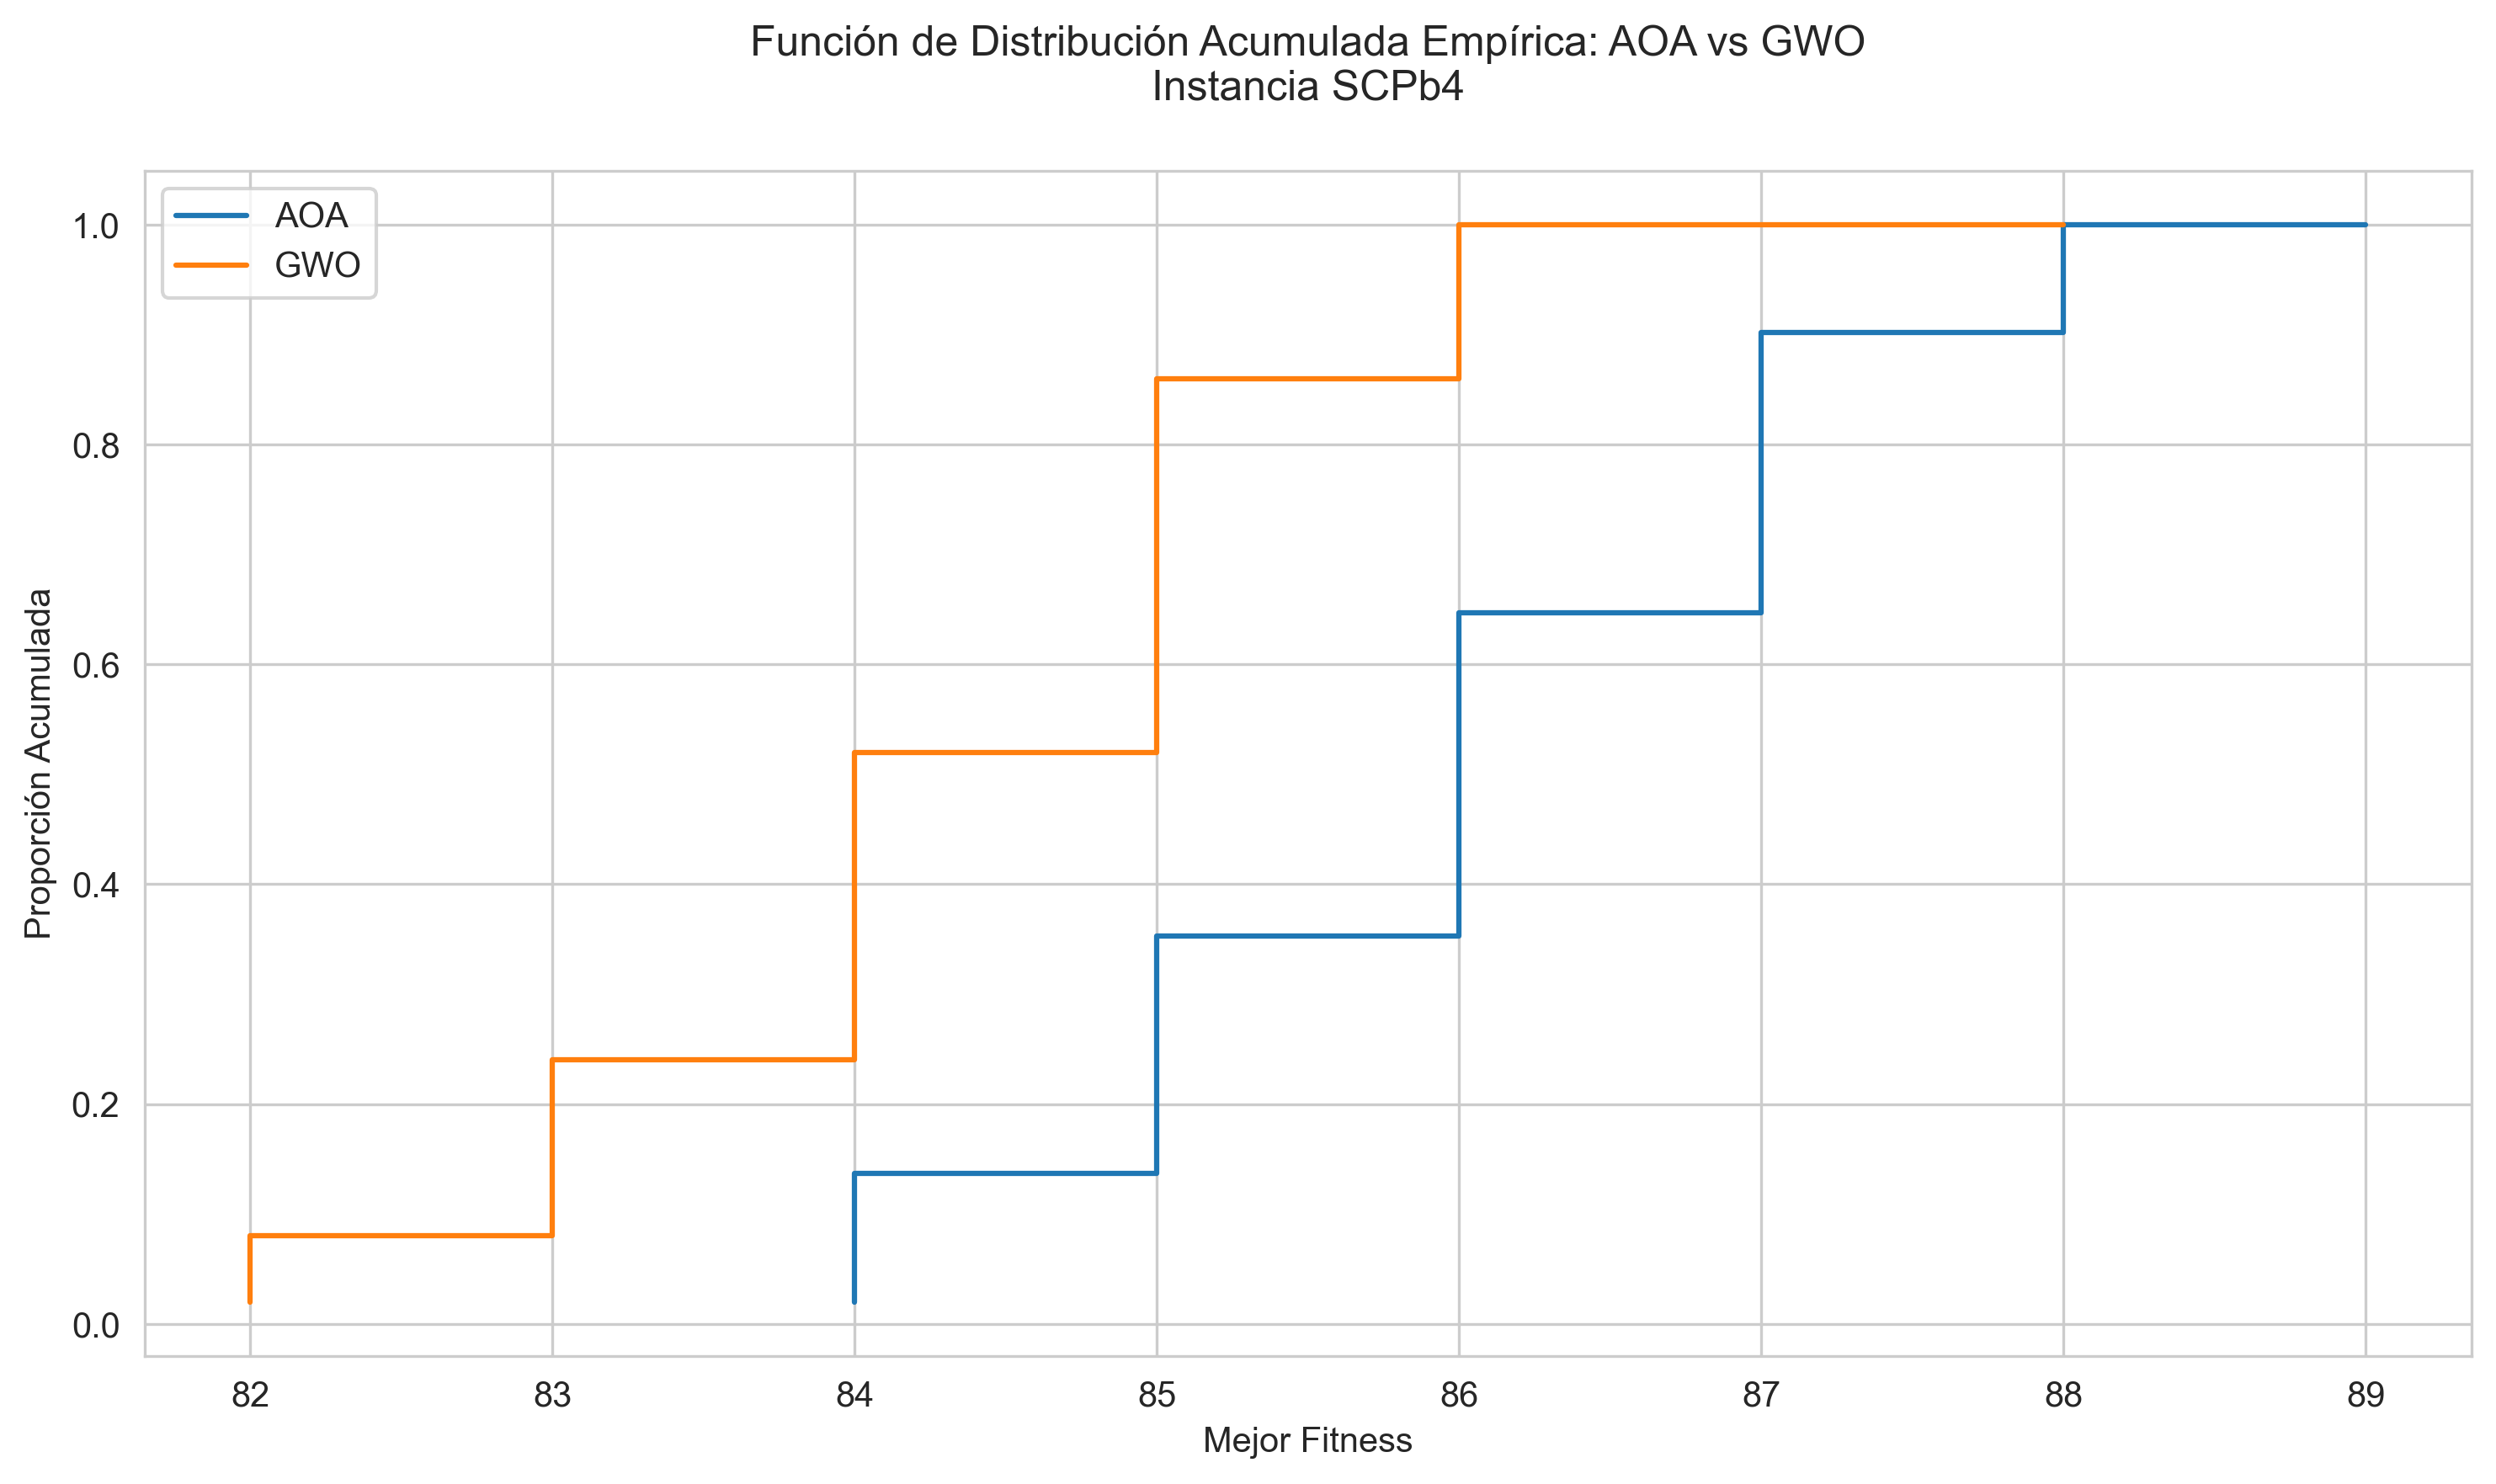 Función de Distribución Acumulada Empírica: AOA vs GWO
Instancia SCPb4
AOA
GWO
1.0
0.8
0.6
0.4
0.2
0.0
Proporción Acumulada
82 83 84 85 86 87 88 89
Mejor Fitness